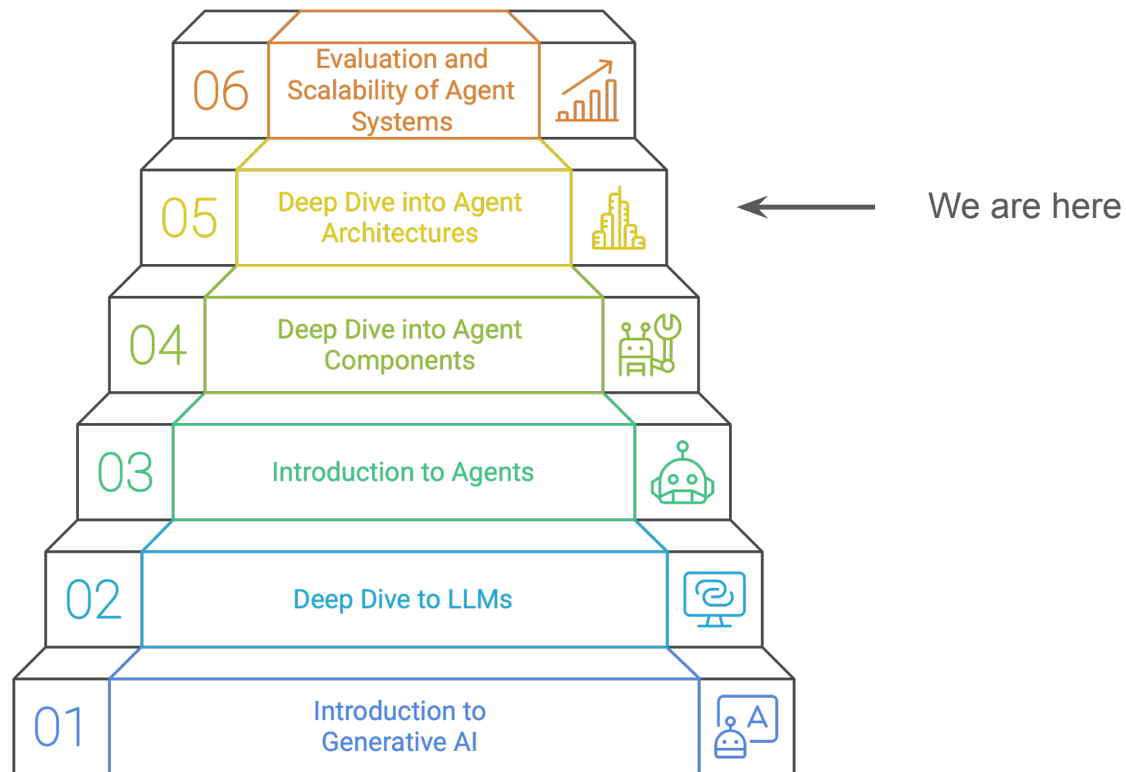 06
Evaluation and
Scalability of Agent
Systems
05
Deep Dive into Agent
Architectures
We are here
04
Deep Dive into Agent
Components
03
Introduction to Agents
02
Deep Dive to LLMs
01
Introduction to
Generative AI
A